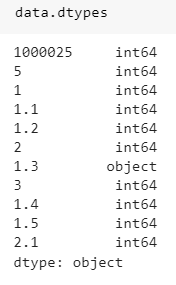 data.dtypes
1000025 int64
5 int64
1 int64
1.1 int64
1.2 int64
2 int64
1.3 object
3 int64
1.4 int64
1.5 int64
2.1 int64
dtype: object